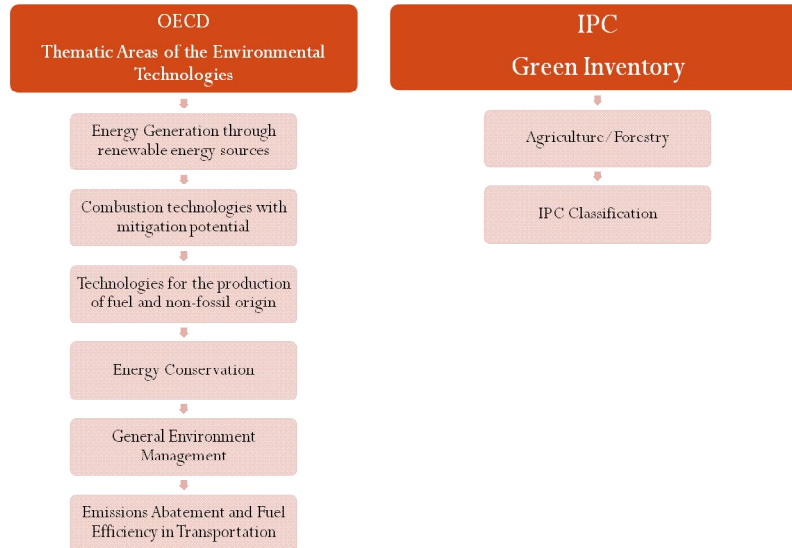 OECD
Thematic Areas of the Environmental
Technologies
Energy Generation through
renewable energy sources
Combustion technologies with
mitigation potential
Technologies for the production
of fuel and non-fossil origin
Energy Conservation
General Environment
Management
Emissions Abatement and Fuel
Efficiency in Transportation
IPC
Green Inventory
Agriculture/Forestry
IPC Classification